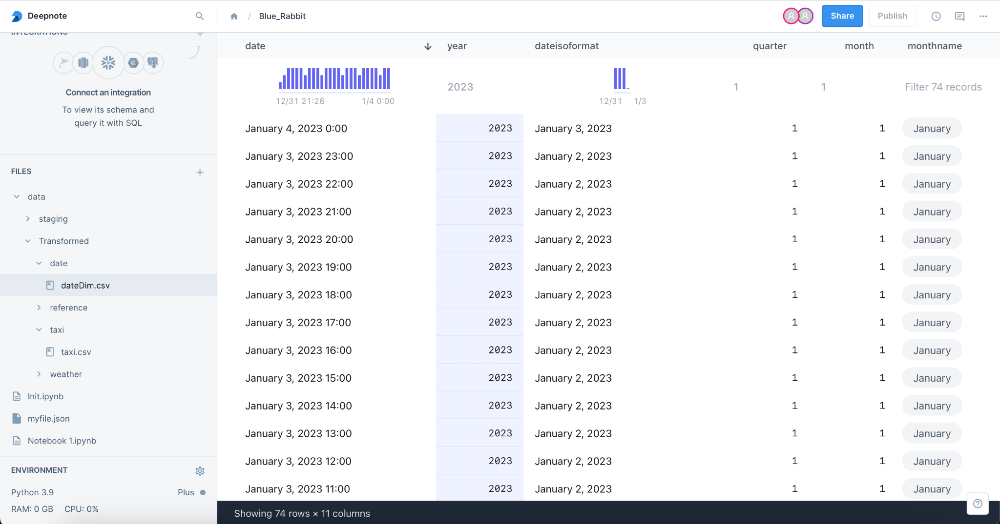 Deepnote
/ Blue_Rabbit
Share
Publish
INTEGRATIONS
Connect an integration
To view its schema and
query it with SQL
FILES
data
staging
Transformed
date
dateDim.csv
reference
taxi
taxi.csv
weather
Init.ipynb
myfile.json
Notebook 1.ipynb
ENVIRONMENT
Python 3.9 Plus
RAM: 0 GB CPU: 0%
date year dateisoformat quarter month monthname
2023 1 1 Filter 74 records
12/31 21:26 1/4 0:00 12/31 1/3
January 4, 2023 0:00 2023 January 3, 2023 1 1 January
January 3, 2023 23:00 2023 January 2, 2023 1 1 January
January 3, 2023 22:00 2023 January 2, 2023 1 1 January
January 3, 2023 21:00 2023 January 2, 2023 1 1 January
January 3, 2023 20:00 2023 January 2, 2023 1 1 January
January 3, 2023 19:00 2023 January 2, 2023 1 1 January
January 3, 2023 18:00 2023 January 2, 2023 1 1 January
January 3, 2023 17:00 2023 January 2, 2023 1 1 January
January 3, 2023 16:00 2023 January 2, 2023 1 1 January
January 3, 2023 15:00 2023 January 2, 2023 1 1 January
January 3, 2023 14:00 2023 January 2, 2023 1 1 January
January 3, 2023 13:00 2023 January 2, 2023 1 1 January
January 3, 2023 12:00 2023 January 2, 2023 1 1 January
January 3, 2023 11:00 2023 January 2, 2023 1 1 January
Showing 74 rows × 11 columns